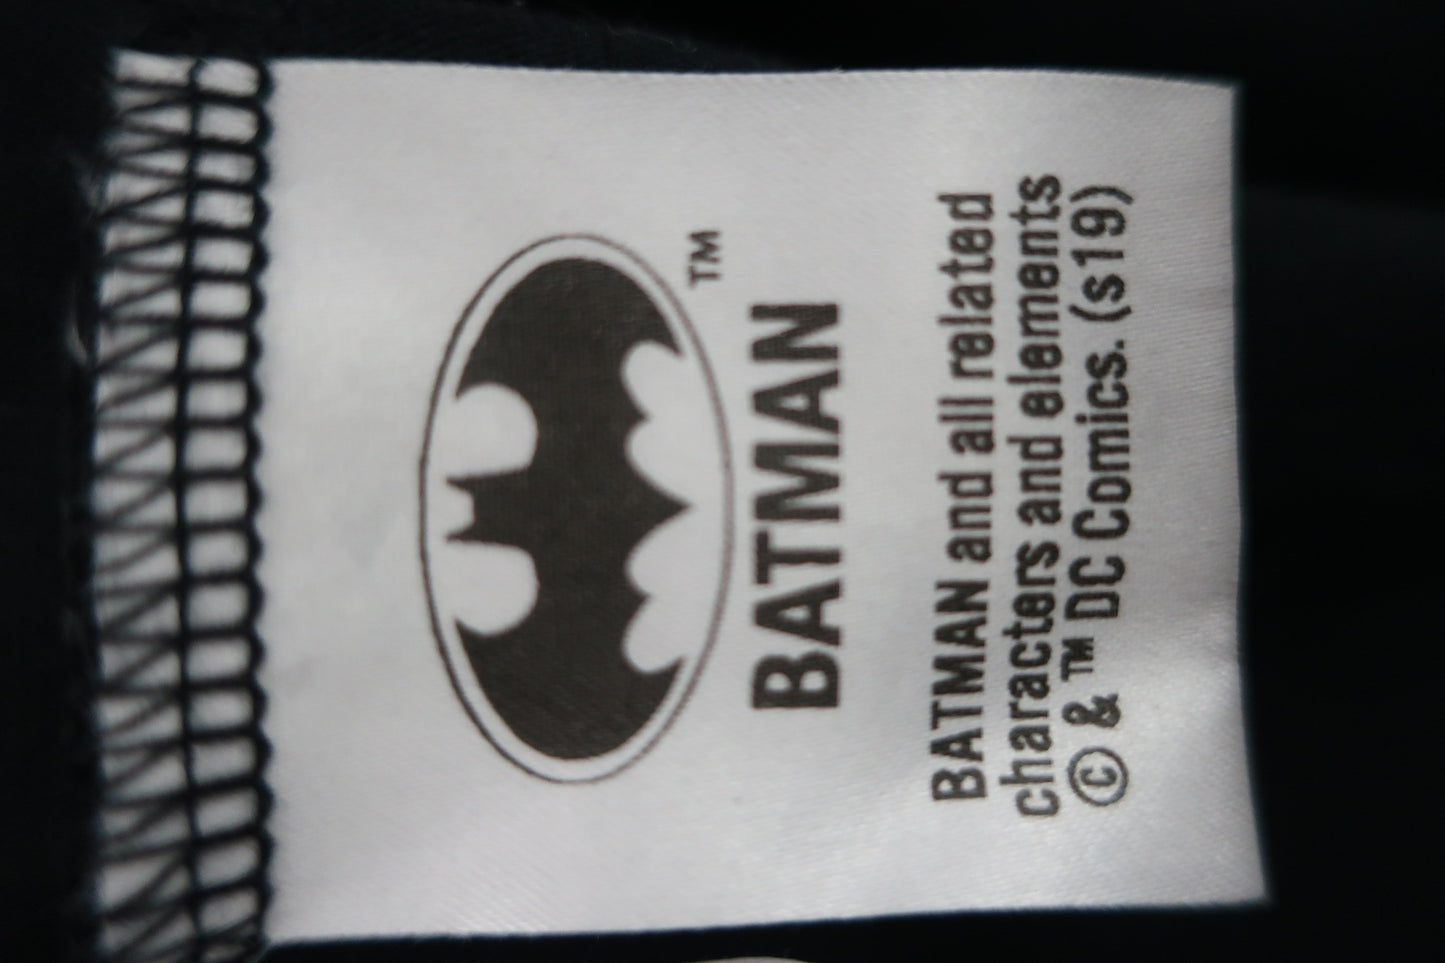 TM
BATMAN
BATMAN and all related
characters and elements
© & ™ DC Comics. (s19)